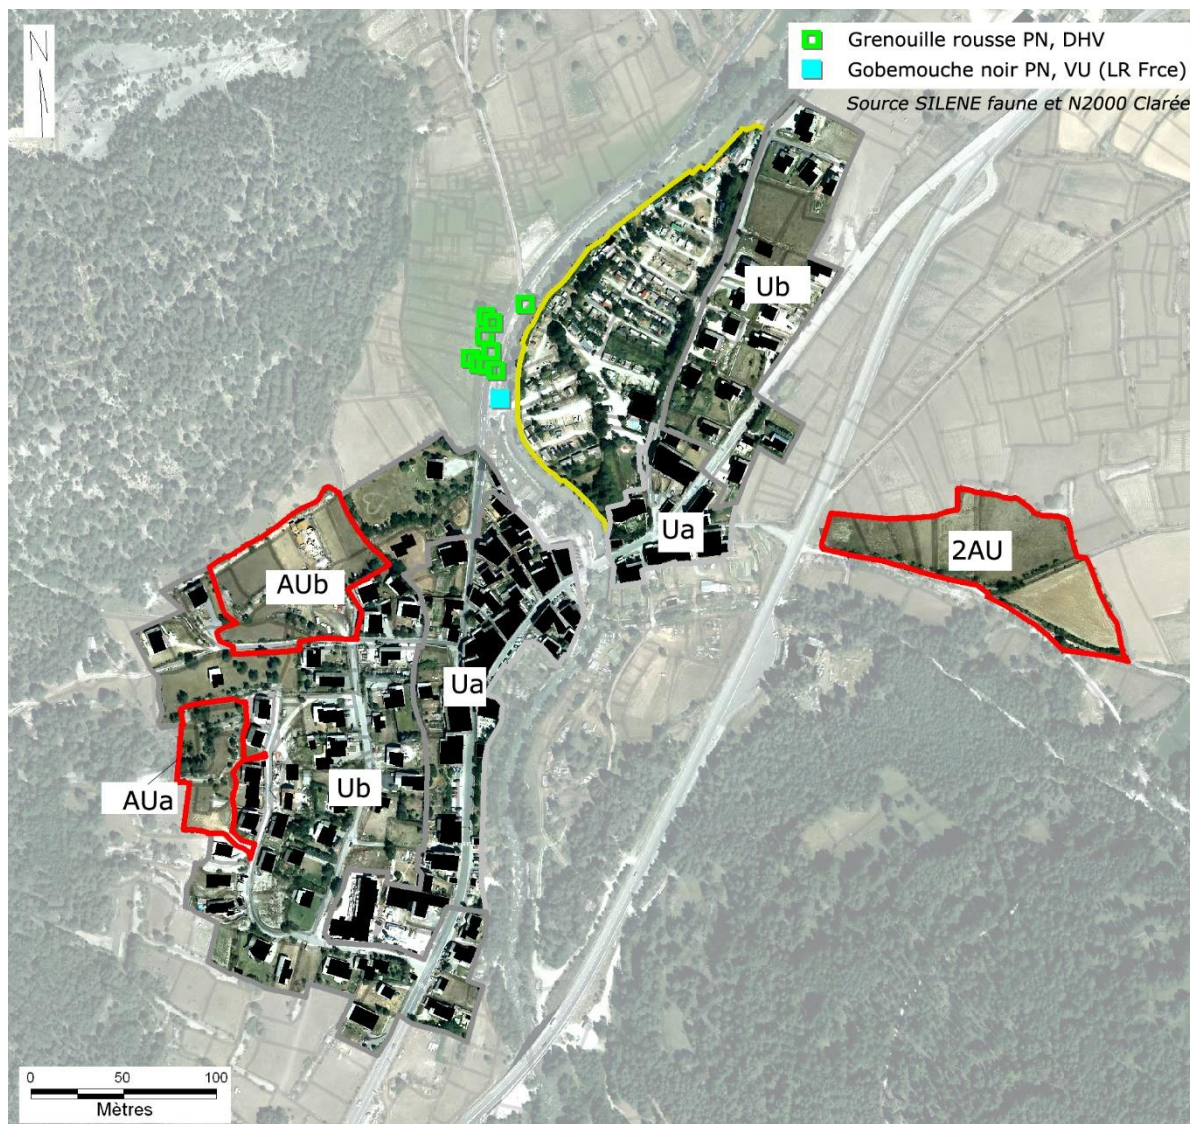 N
Grenouille rousse PN, DHV
Gobemouche noir PN, VU (LR Frce)
Source SILENE faune et N2000 Clarée
Ub
Ua
2AU
AUb
Ua
Ub
AUa
0 50 100
Mètres